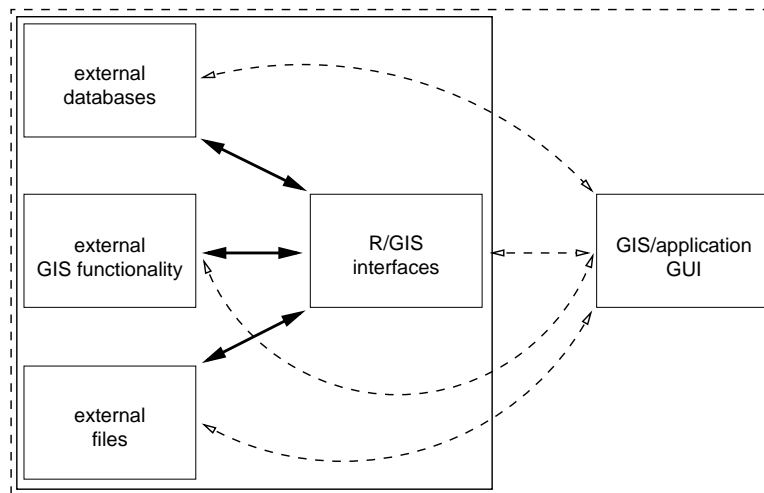 external
databases
external
GIS functionality
R/GIS
interfaces
GIS/application
GUI
external
files